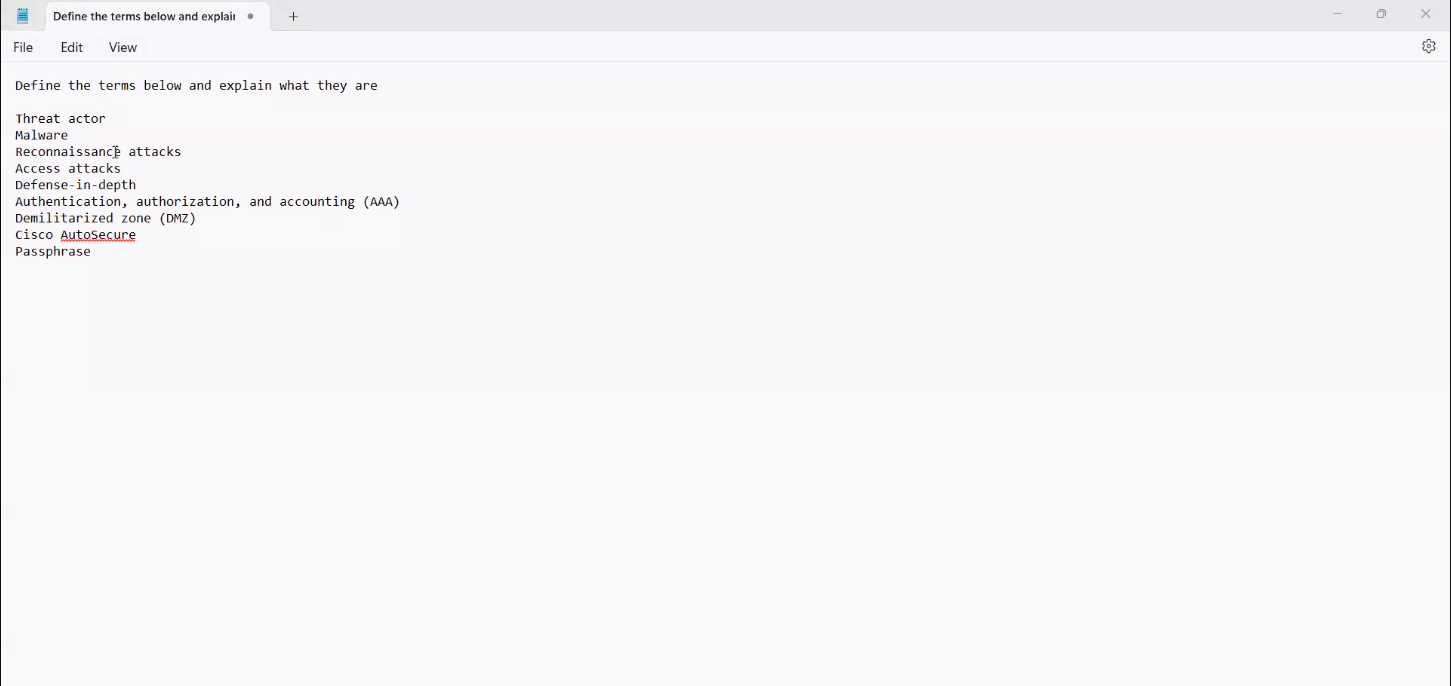 Define the terms below and explai
File Edit View
Define the terms below and explain what they are
Threat actor
Malware
Reconnaissance attacks
Access attacks
Defense-in-depth
Authentication, authorization, and accounting (AAA)
Demilitarized zone (DMZ)
Cisco AutoSecure
Passphrase